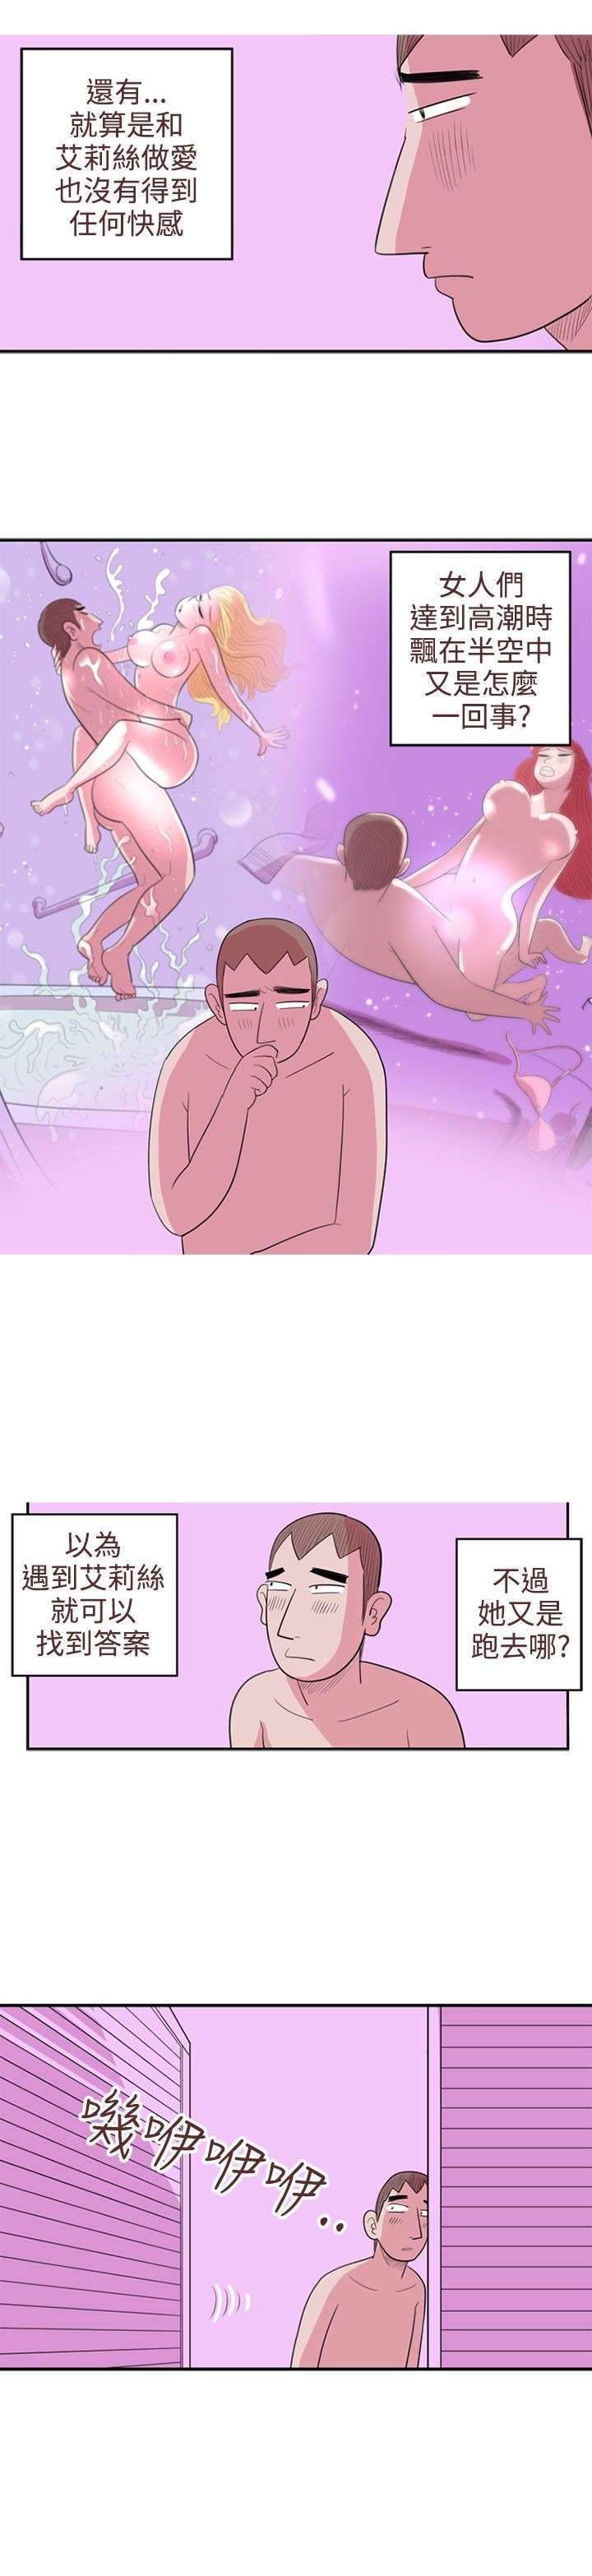 還有...
就算是和
艾莉絲做愛
也沒有得到
任何快感
女人們
達到高潮時
飄在半空中
又是怎麼
一回事?
以為
遇到艾莉絲
就可以
找到答案
不過
她又是
跑去哪?
嘰咿咿咿..